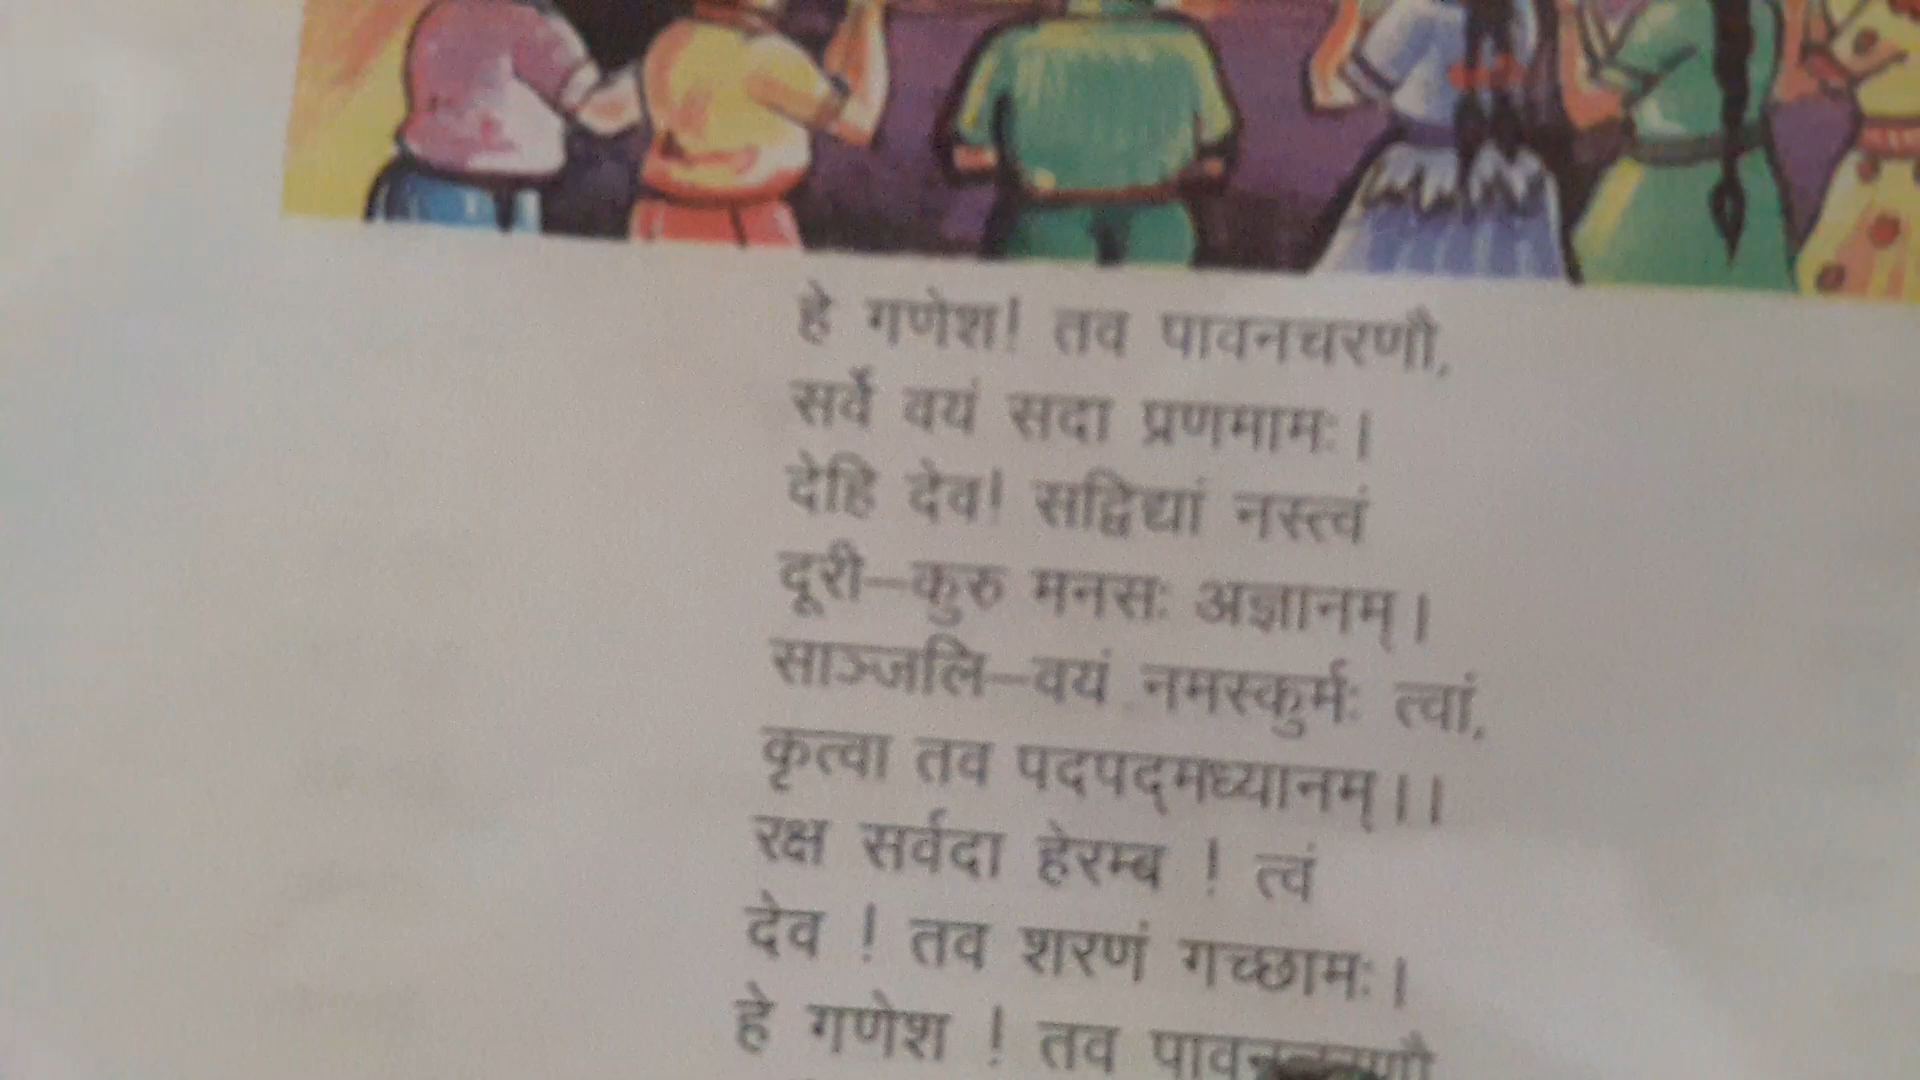 हे गणेश! तव पावनचरणौ,
सर्वे वयं सदा प्रणमामः।
देहि देव! सद्विद्यां नस्त्वं
दूरी–कुरु मनसः अज्ञानम्।
साञ्जलि–वयं नमस्कुर्मः त्वां,
कृत्वा तव पदपद्मध्यानम्।।
रक्ष सर्वदा हेरम्ब ! त्वं
देव ! तव शरणं गच्छामः।
हे गणेश ! तव